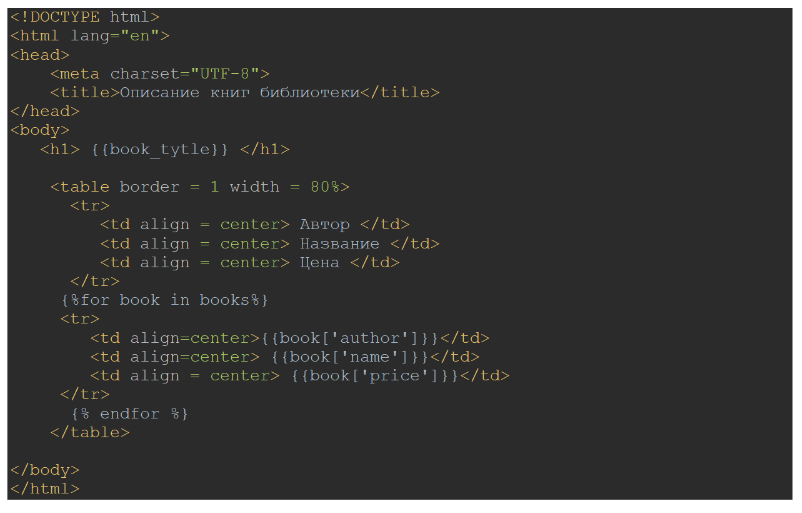 <!DOCTYPE html>
<html lang="en">
<head>
    <meta charset="UTF-8">
    <title>Описание книг библиотеки</title>
</head>
<body>
   <h1> {{book_tytle}} </h1>

    <table border = 1 width = 80%>
      <tr>
         <td align = center> Автор </td>
         <td align = center> Название </td>
         <td align = center> Цена </td>
      </tr>
     {%for book in books%}
     <tr>
        <td align=center>{{book['author']}}</td>
        <td align=center> {{book['name']}}</td>
        <td align = center> {{book['price']}}</td>
     </tr>
      {% endfor %}
    </table>

</body>
</html>